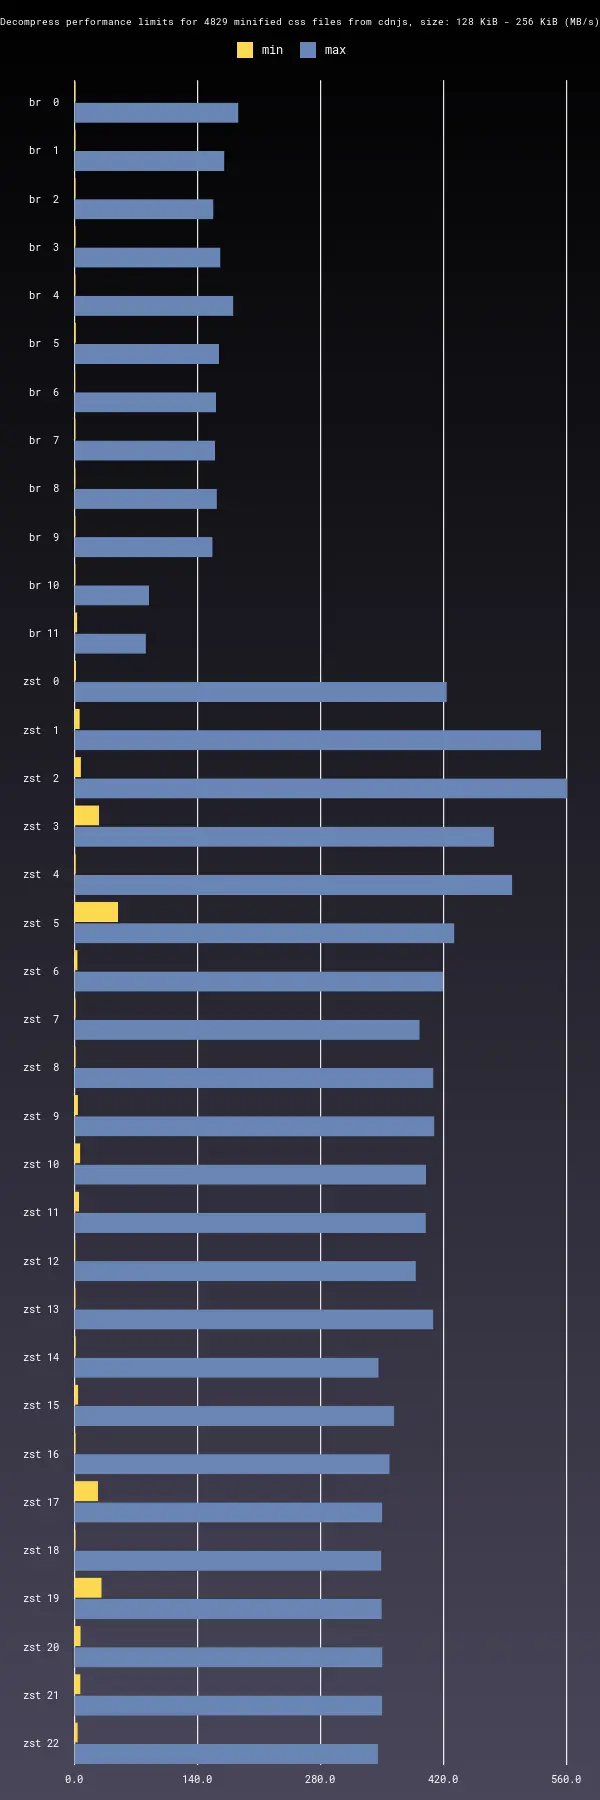 Decompress performance limits for 4829 minified css files from cdnjs, size: 128 KiB - 256 KiB (MB/s)
min max
br 0
br 1
br 2
br 3
br 4
br 5
br 6
br 7
br 8
br 9
br 10
br 11
zst 0
zst 1
zst 2
zst 3
zst 4
zst 5
zst 6
zst 7
zst 8
zst 9
zst 10
zst 11
zst 12
zst 13
zst 14
zst 15
zst 16
zst 17
zst 18
zst 19
zst 20
zst 21
zst 22
0.0 140.0 280.0 420.0 560.0